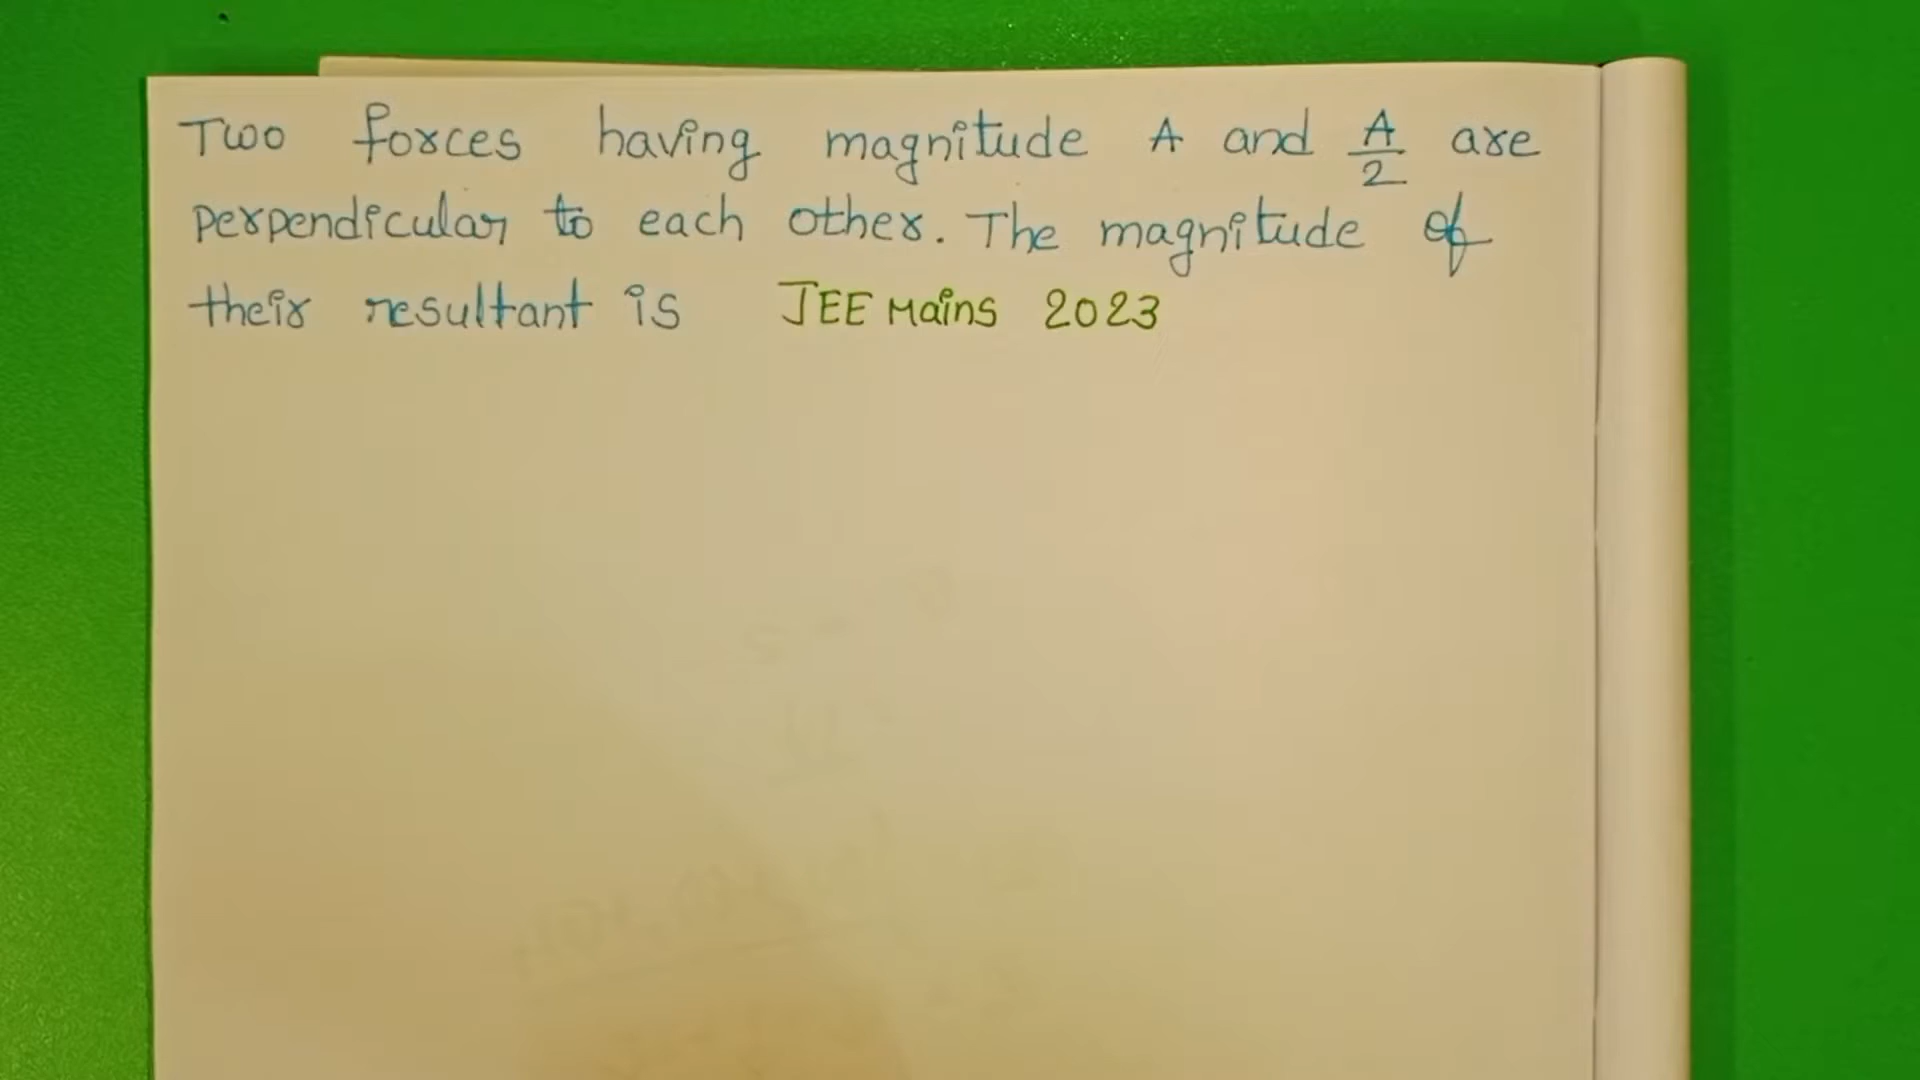 Two forces having magnitude A and A/2 are
perpendicular to each other. The magnitude of
their resultant is JEE Mains 2023